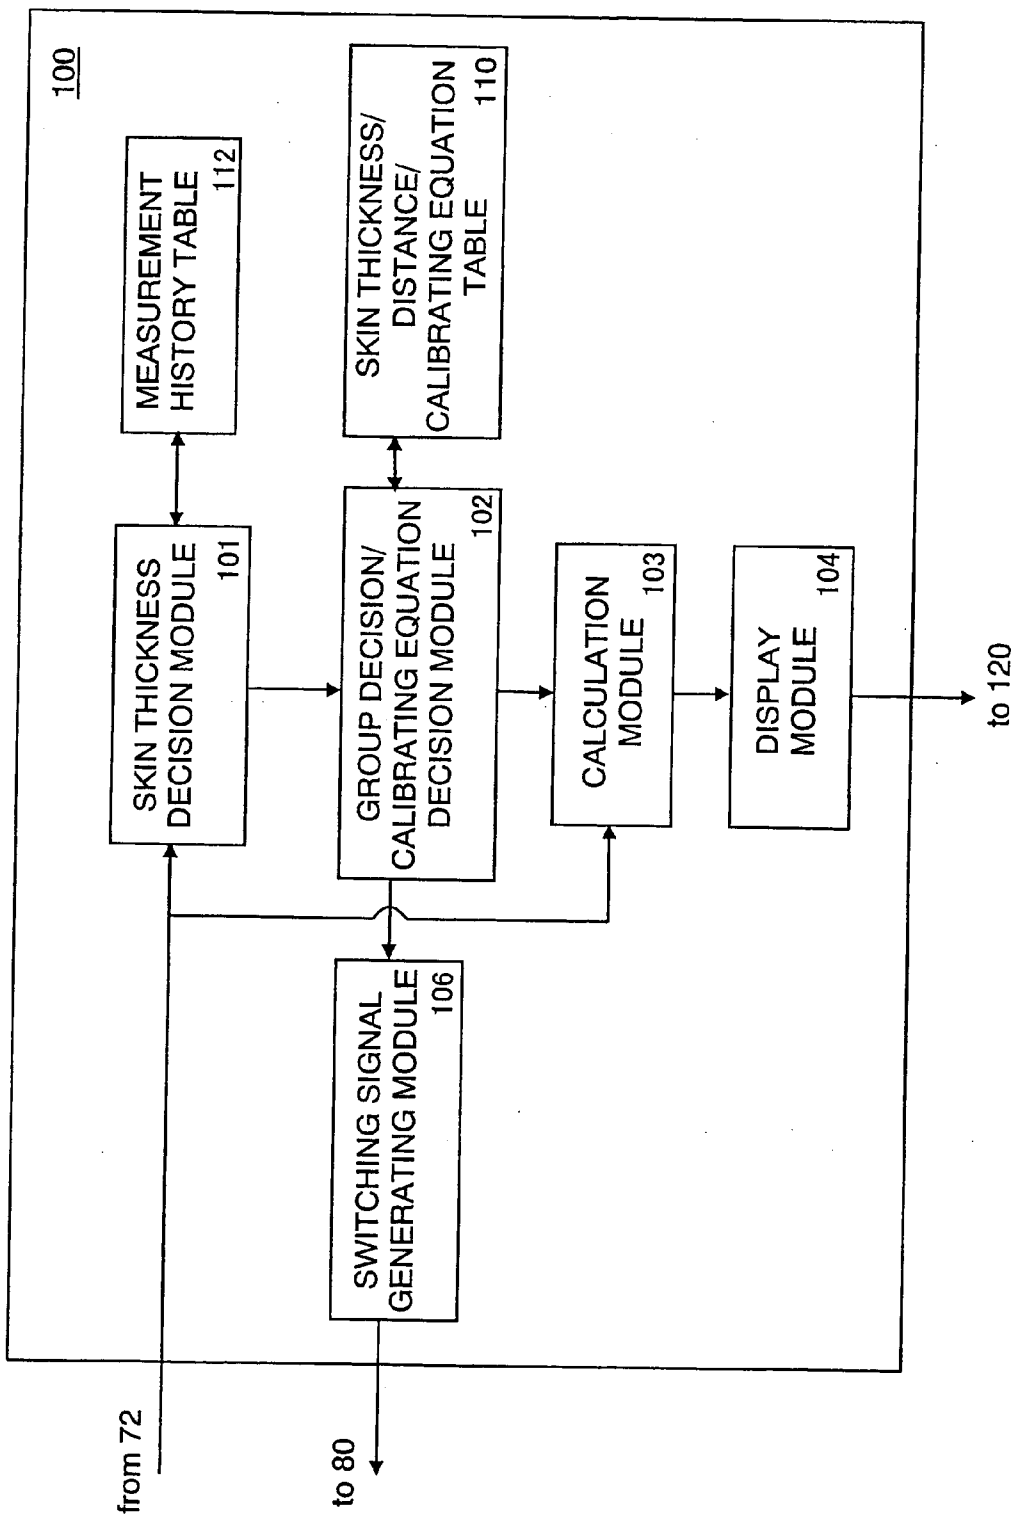 100
from 72
SKIN THICKNESS
DECISION MODULE
101
MEASUREMENT
HISTORY TABLE
112
to 80
SWITCHING SIGNAL
GENERATING MODULE
106
GROUP DECISION/
CALIBRATING EQUATION
DECISION MODULE
102
SKIN THICKNESS/
DISTANCE/
CALIBRATING EQUATION
TABLE
110
CALCULATION
MODULE
103
DISPLAY
MODULE
104
to 120